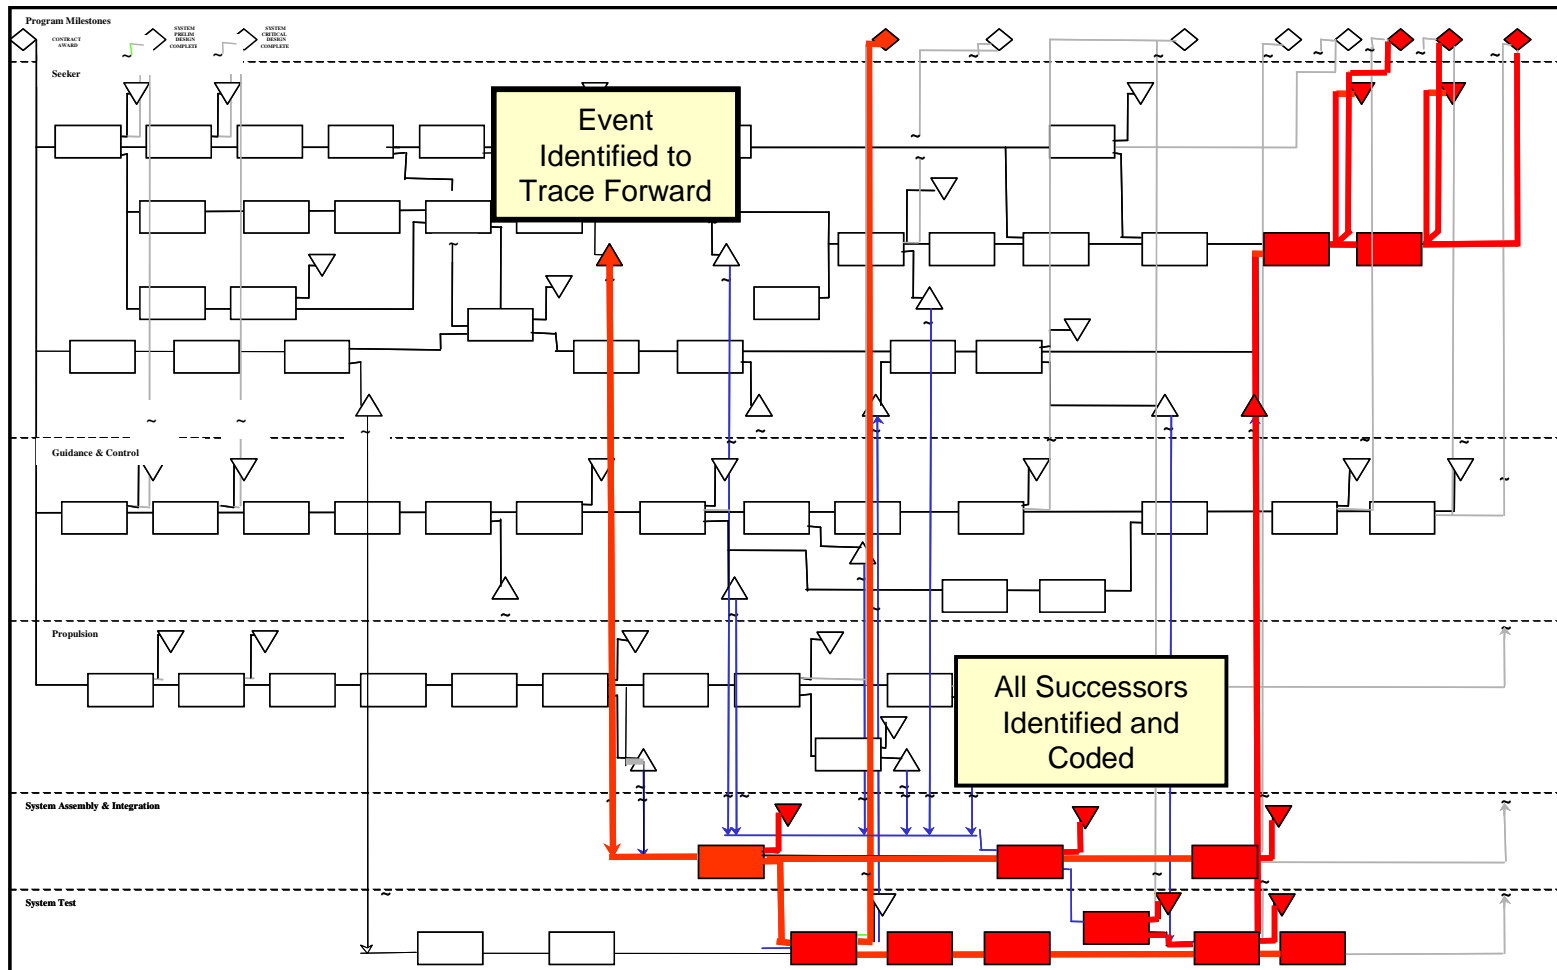 Program Milestones
CONTRACT
AWARD
SYSTEM
PRELIM
DESIGN
COMPLETE
SYSTEM
CRITICAL
DESIGN
COMPLETE
Seeker
Event
Identified to
Trace Forward
Guidance & Control
Propulsion
All Successors
Identified and
Coded
System Assembly & Integration
System Test